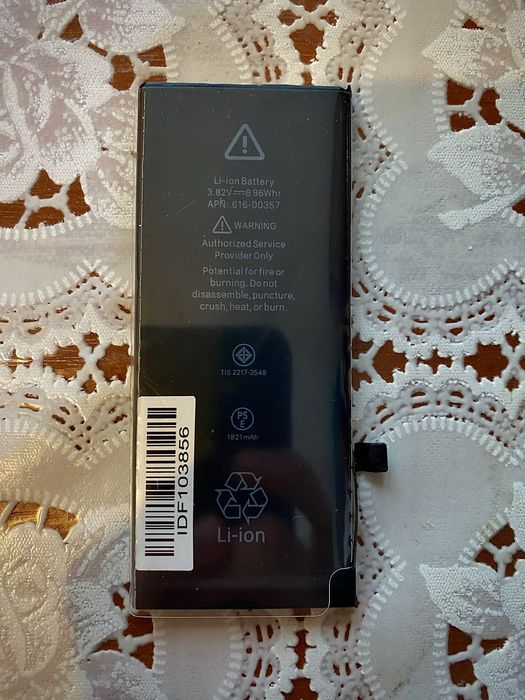 Li-ion Battery
3.82V⎓6.96Whr
APN: 616-00357
WARNING
Authorized Service
Provider Only
Potential for fire or
burning. Do not
disassemble, puncture,
crush, heat, or burn.
TIS 2217-2548
PS
E
1821mAh
Li-ion
IDF103856